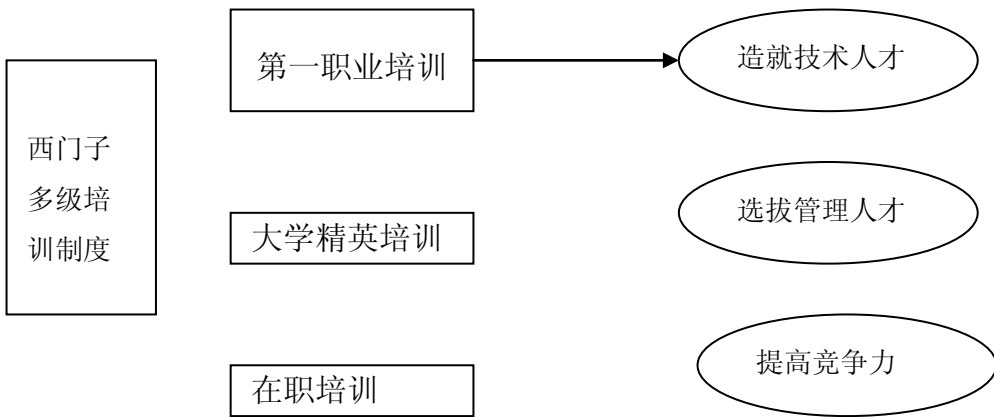 第一职业培训
造就技术人才
西门子
多级培
训制度
大学精英培训
选拔管理人才
在职培训
提高竞争力